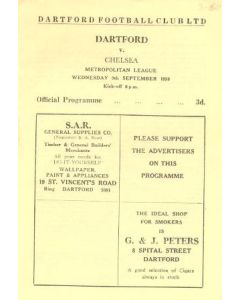 DARTFORD FOOTBALL CLUB LTD
DARTFORD
v.
CHELSEA
METROPOLITAN LEAGUE
WEDNESDAY SEPTEMBER
Kick-off 6 p.m.
Official Programme ... ... ... ... 3d.
S.A.R.
GENERAL SUPPLIES CO.
Timber & General Builders'
Merchants
All your needs for
DO-IT-YOURSELF
WALLPAPER
PAINT & APPLIANCES
19 ST. VINCENT'S ROAD
Ring DARTFORD
PLEASE SUPPORT
THE ADVERTISERS
ON THIS
PROGRAMME
THE IDEAL SHOP
FOR SMOKERS
IS
G. & J. PETERS
8 SPITAL STREET
DARTFORD
A good selection of Cigars
always in stock